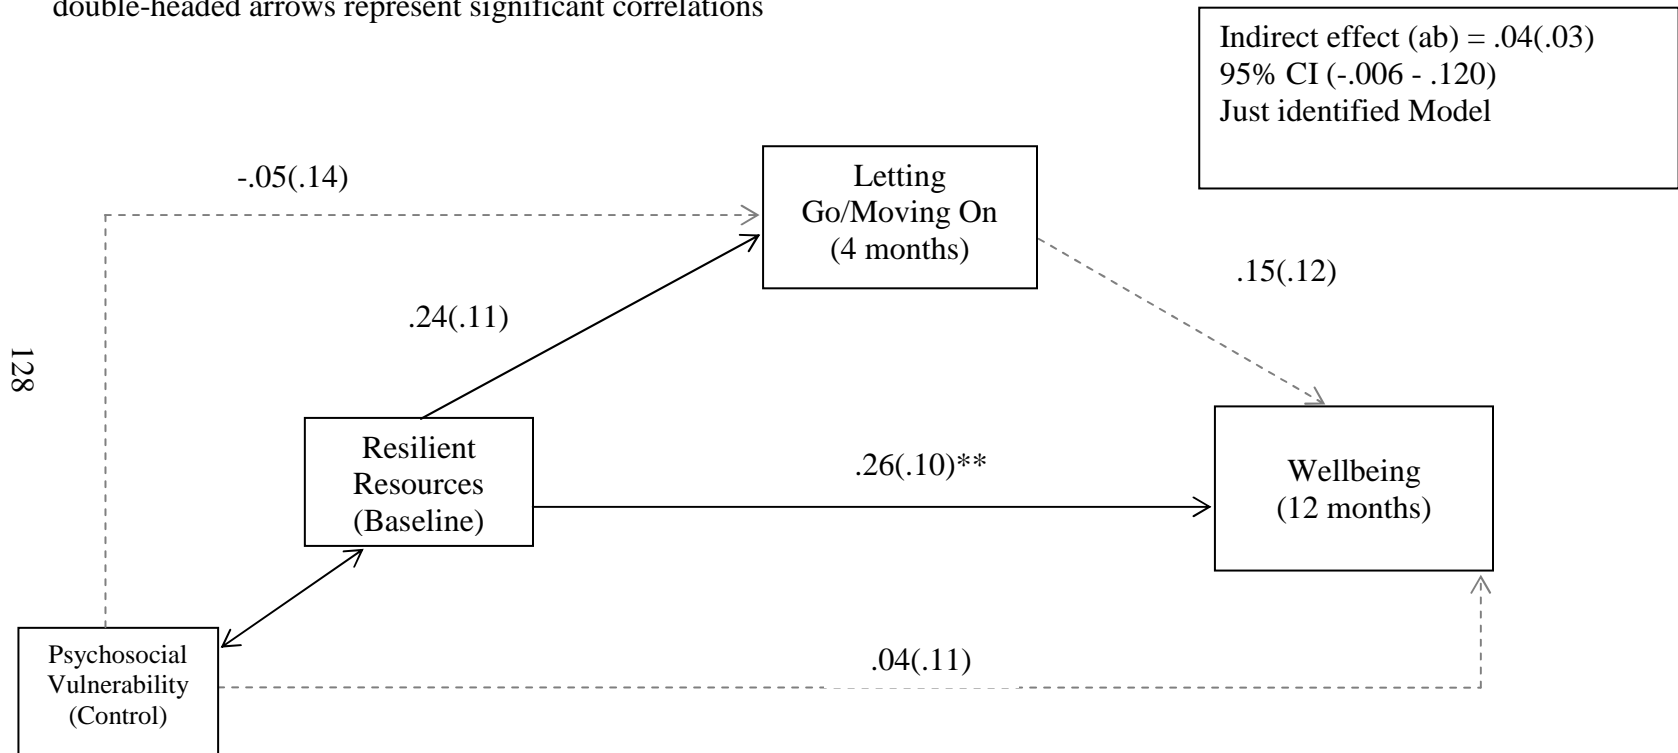 double-headed arrows represent significant correlations
Indirect effect (ab) = .04(.03)
95% CI (-.006 - .120)
Just identified Model
-.05(.14)
Letting
Go/Moving On
(4 months)
.15(.12)
.24(.11)
128
Resilient
Resources
(Baseline)
.26(.10)**
Wellbeing
(12 months)
Psychosocial
Vulnerability
(Control)
.04(.11)